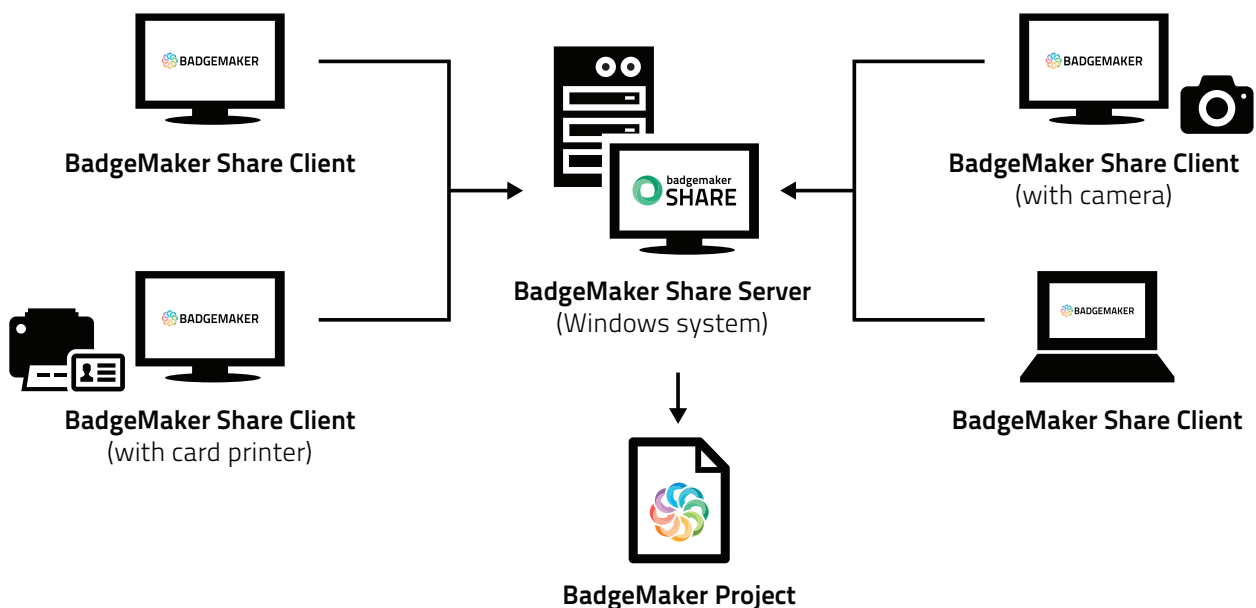 BADGEMAKER
BadgeMaker Share Client
BADGEMAKER
BadgeMaker Share Client
(with card printer)
badgemaker
SHARE
BadgeMaker Share Server
(Windows system)
BADGEMAKER
BadgeMaker Share Client
(with camera)
BADGEMAKER
BadgeMaker Share Client
BadgeMaker Project